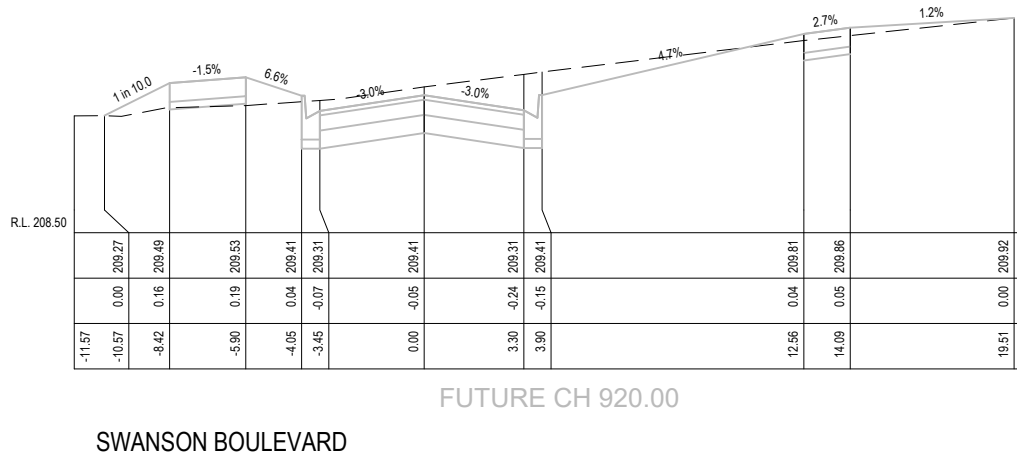 1 in 10.0
-1.5%
6.6%
-3.0%
-3.0%
4.7%
2.7%
1.2%
R.L. 208.50
209.27 209.49 209.53 209.41 209.31 209.41 209.31 209.41 209.81 209.86 209.92
0.00 0.16 0.19 0.04 -0.07 -0.05 -0.24 -0.15 0.04 0.05 0.00
-11.57 -10.57 -8.42 -5.90 -4.05 -3.45 0.00 3.30 3.90 12.56 14.09 19.51
FUTURE CH 920.00
SWANSON BOULEVARD